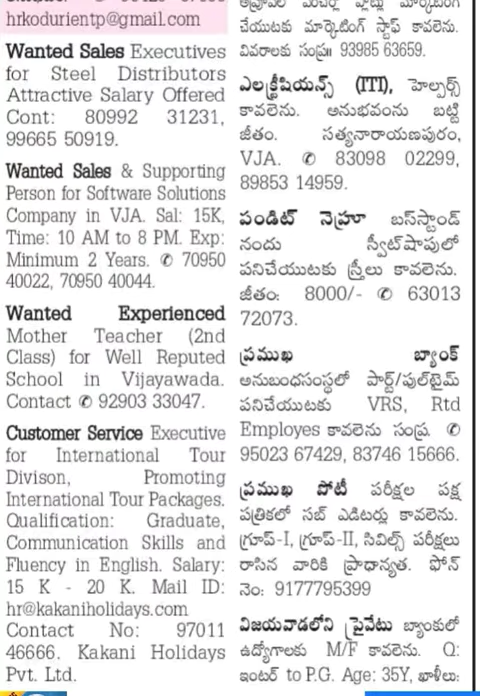 hrkodurientp@gmail.com
Wanted Sales Executives
for Steel Distributors
Attractive Salary Offered
Cont: 80992 31231,
99665 50919.
Wanted Sales & Supporting
Person for Software Solutions
Company in VJA. Sal: 15K,
Time: 10 AM to 8 PM. Exp:
Minimum 2 Years. ✆ 70950
40022, 70950 40044.
Wanted Experienced
Mother Teacher (2nd
Class) for Well Reputed
School in Vijayawada.
Contact ✆ 92903 33047.
Customer Service Executive
for International Tour
Divison, Promoting
International Tour Packages.
Qualification: Graduate,
Communication Skills and
Fluency in English. Salary:
15 K - 20 K. Mail ID:
hr@kakaniholidays.com
Contact No: 97011
46666. Kakani Holidays
Pvt. Ltd.
చేయుటకు మార్కెటింగ్ స్టాఫ్ కావలెను.
వివరాలకు సంప్ర॥ 93985 63659.
ఎలక్ట్రీషియన్స్ (ITI), హెల్పర్స్
కావలెను. అనుభవంను బట్టి
జీతం. సత్యనారాయణపురం,
VJA. ✆ 83098 02299,
89853 14959.
పండిట్ నెహ్రూ బస్‌స్టాండ్
నందు స్వీట్‌షాపులో
పనిచేయుటకు స్త్రీలు కావలెను.
జీతం: 8000/- ✆ 63013
72073.
ప్రముఖ బ్యాంక్
అనుబంధసంస్థలో పార్ట్/ఫుల్‌టైమ్
పనిచేయుటకు VRS, Rtd
Employes కావలెను సంప్ర. ✆
95023 67429, 83746 15666.
ప్రముఖ పోటీ పరీక్షల పక్ష
పత్రికలో సబ్ ఎడిటర్లు కావలెను.
గ్రూప్-I, గ్రూప్-II, సివిల్స్ పరీక్షలు
రాసిన వారికి ప్రాధాన్యత. ఫోన్
నెం: 9177795399
విజయవాడలోని ప్రైవేటు బ్యాంకులో
ఉద్యోగాలకు M/F కావలెను. Q:
ఇంటర్ to P.G. Age: 35Y, ఖాళీలు: